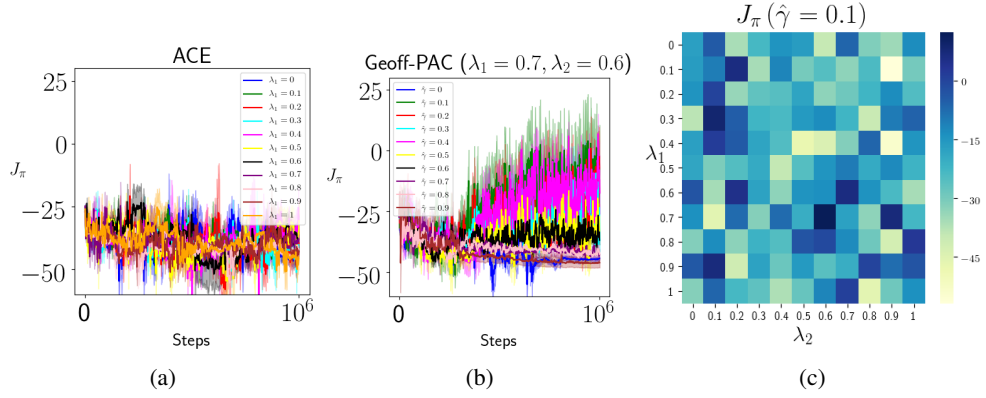 ACE
25
0
−25
−50
J_π
0
10^6
Steps
λ₁ = 0
λ₁ = 0.1
λ₁ = 0.2
λ₁ = 0.3
λ₁ = 0.4
λ₁ = 0.5
λ₁ = 0.6
λ₁ = 0.7
λ₁ = 0.8
λ₁ = 0.9
λ₁ = 1
(a)
Geoff-PAC (λ₁ = 0.7, λ₂ = 0.6)
25
0
−25
−50
J_π
0
10^6
Steps
γ̂ = 0
γ̂ = 0.1
γ̂ = 0.2
γ̂ = 0.3
γ̂ = 0.4
γ̂ = 0.5
γ̂ = 0.6
γ̂ = 0.7
γ̂ = 0.8
γ̂ = 0.9
(b)
J_π (γ̂ = 0.1)
0
0.1
0.2
0.3
0.4
0.5
0.6
0.7
0.8
0.9
1
λ₁
0 0.1 0.2 0.3 0.4 0.5 0.6 0.7 0.8 0.9 1
λ₂
0
−15
−30
−45
(c)